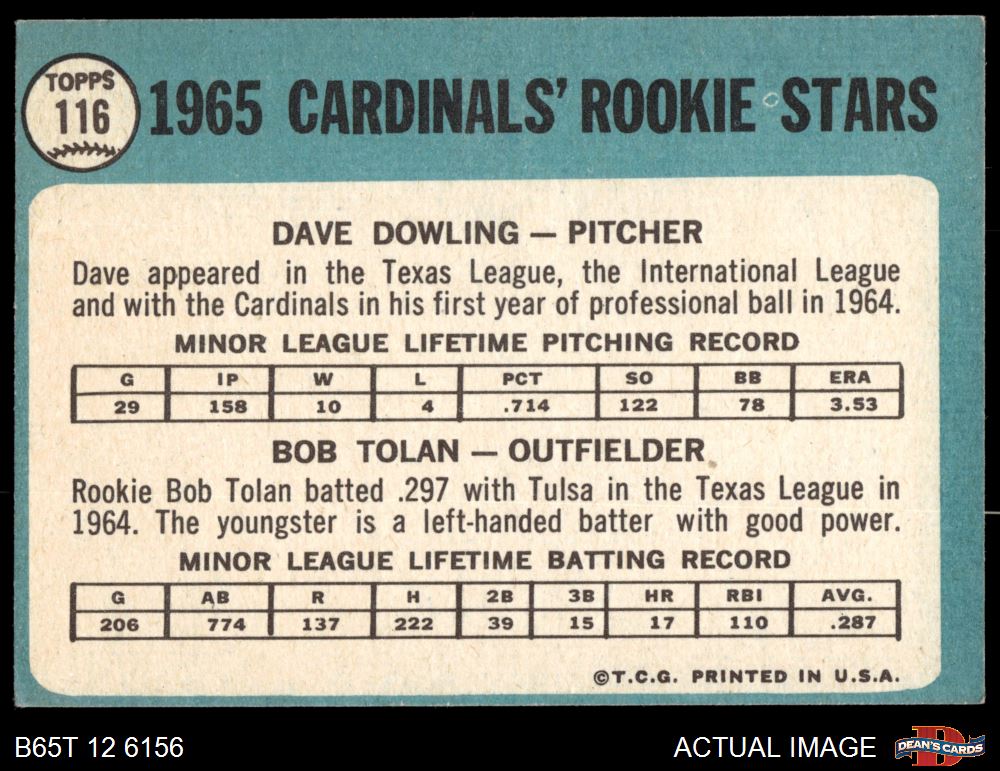 TOPPS
116
1965 CARDINALS' ROOKIE STARS
DAVE DOWLING — PITCHER
Dave appeared in the Texas League, the International League
and with the Cardinals in his first year of professional ball in 1964.
MINOR LEAGUE LIFETIME PITCHING RECORD
G IP W L PCT SO BB ERA
29 158 10 4 .714 122 78 3.53
BOB TOLAN — OUTFIELDER
Rookie Bob Tolan batted .297 with Tulsa in the Texas League in
1964. The youngster is a left-handed batter with good power.
MINOR LEAGUE LIFETIME BATTING RECORD
G AB R H 2B 3B HR RBI AVG.
206 774 137 222 39 15 17 110 .287
©T.C.G. PRINTED IN U.S.A.
B65T 12 6156 ACTUAL IMAGE DEAN'S CARDS